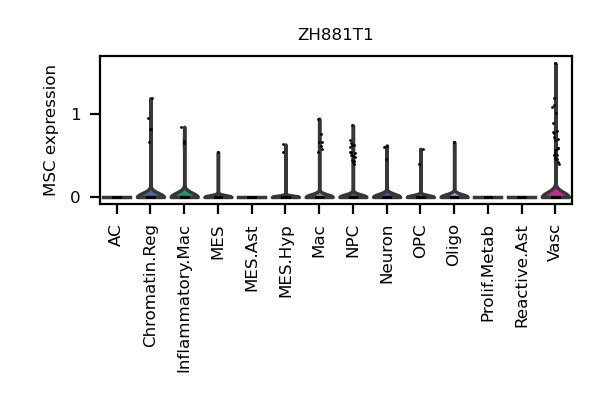 ZH881T1
MSC expression
1
0
AC
Chromatin.Reg
Inflammatory.Mac
MES
MES.Ast
MES.Hyp
Mac
NPC
Neuron
OPC
Oligo
Prolif.Metab
Reactive.Ast
Vasc